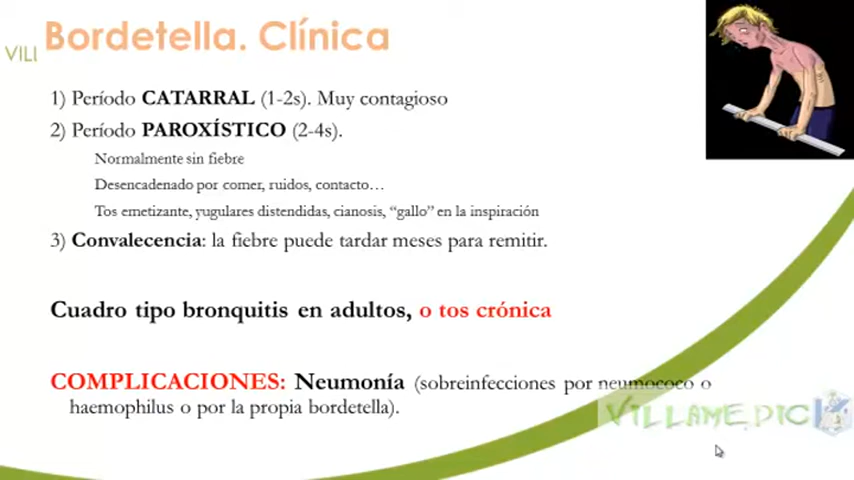 Bordetella. Clínica
VILL
1) Período CATARRAL (1-2s). Muy contagioso
2) Período PAROXÍSTICO (2-4s).
Normalmente sin fiebre
Desencadenado por comer, ruidos, contacto…
Tos emetizante, yugulares distendidas, cianosis, “gallo” en la inspiración
3) Convalecencia: la fiebre puede tardar meses para remitir.
Cuadro tipo bronquitis en adultos, o tos crónica
COMPLICACIONES: Neumonía (sobreinfecciones por neumococo o
haemophilus o por la propia bordetella).
VILLAMEDIC